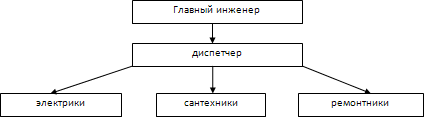 Главный инженер
диспетчер
электрики
сантехники
ремонтники